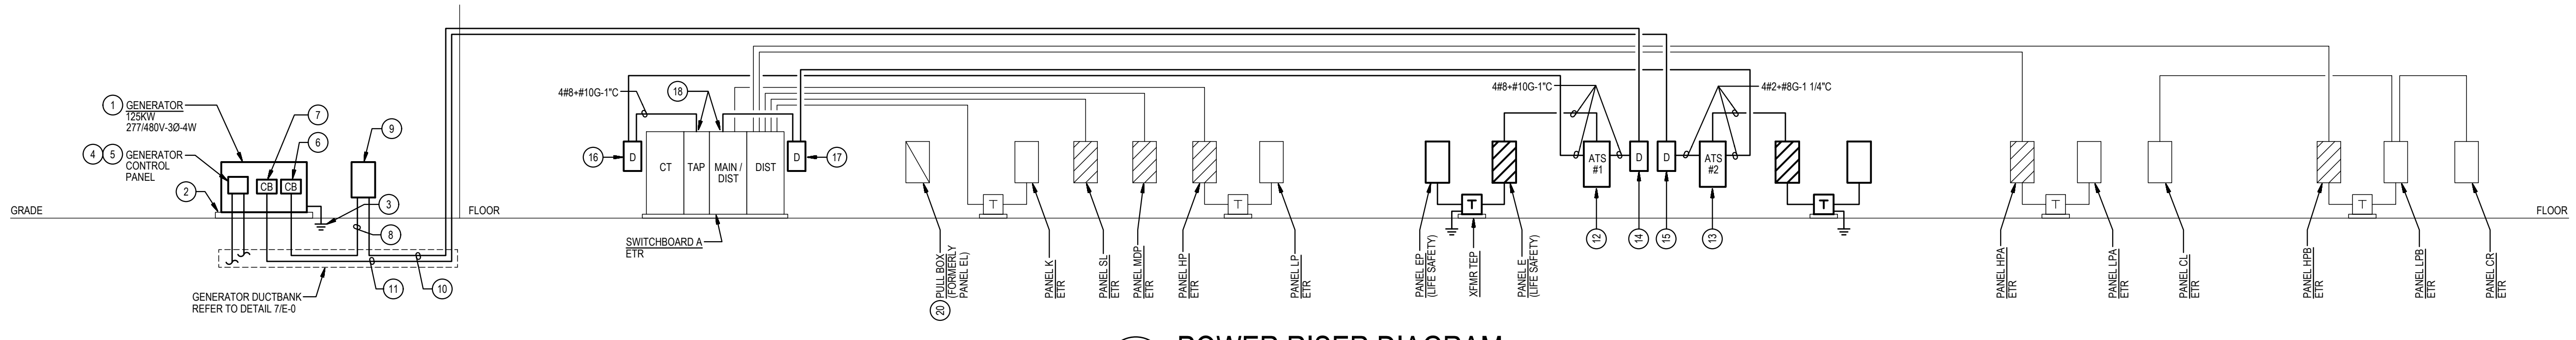 1 GENERATOR
125KW
277/480V-3Ø-4W
4 5 GENERATOR
CONTROL
PANEL
2
7
6
9
CB CB
3
8
GRADE
FLOOR
11
10
GENERATOR DUCTBANK
REFER TO DETAIL 7/E-0
4#8+#10G-1"C
18
16
D
CT
TAP
MAIN /
DIST
DIST
D
17
SWITCHBOARD A
ETR
T
T
PULL BOX
(FORMERLY
PANEL EL)
20
PANEL K
ETR
PANEL SL
ETR
PANEL MDP
ETR
PANEL HP
ETR
PANEL LP
ETR
4#8+#10G-1"C
4#2+#8G-1 1/4"C
ATS
#1
D
D
ATS
#2
T
T
12
14
15
13
PANEL EP
(LIFE SAFETY)
XFMR TEP
PANEL E
(LIFE SAFETY)
T
T
FLOOR
PANEL HPA
ETR
PANEL LPA
ETR
PANEL CL
ETR
PANEL HPB
ETR
PANEL LPB
ETR
PANEL CR
ETR
POWER RISER DIAGRAM